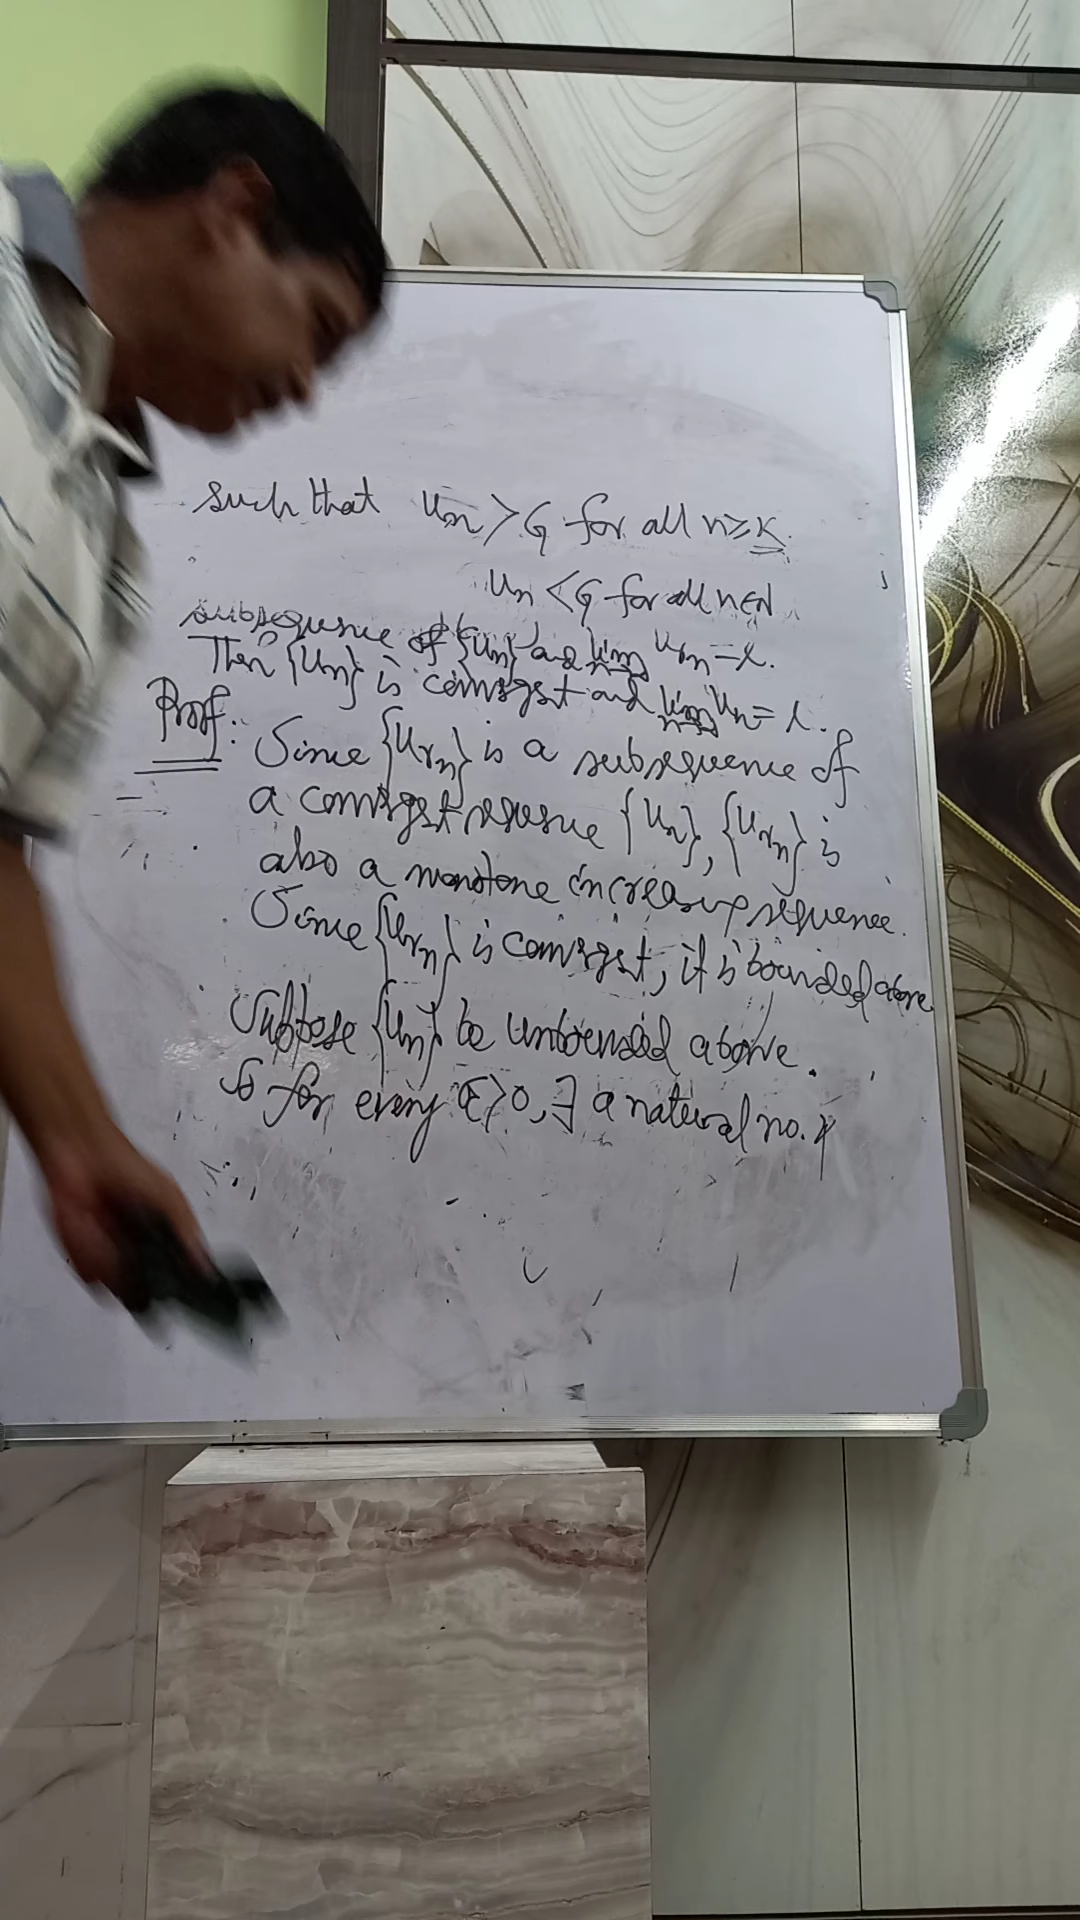 such that un > G for all n ≥ k.
un < G for all n ∈ N
subsequence of {un} and lim urn = l.
Then {un} is convergent and lim un = l.
Proof: Since {urn} is a subsequence of
a convergent sequence {un}, {urn} is
also a monotone increasing sequence.
Since {urn} is convergent, it is bounded above
Suppose {un} be unbounded above.
So for every G>0, ∃ a natural no. k